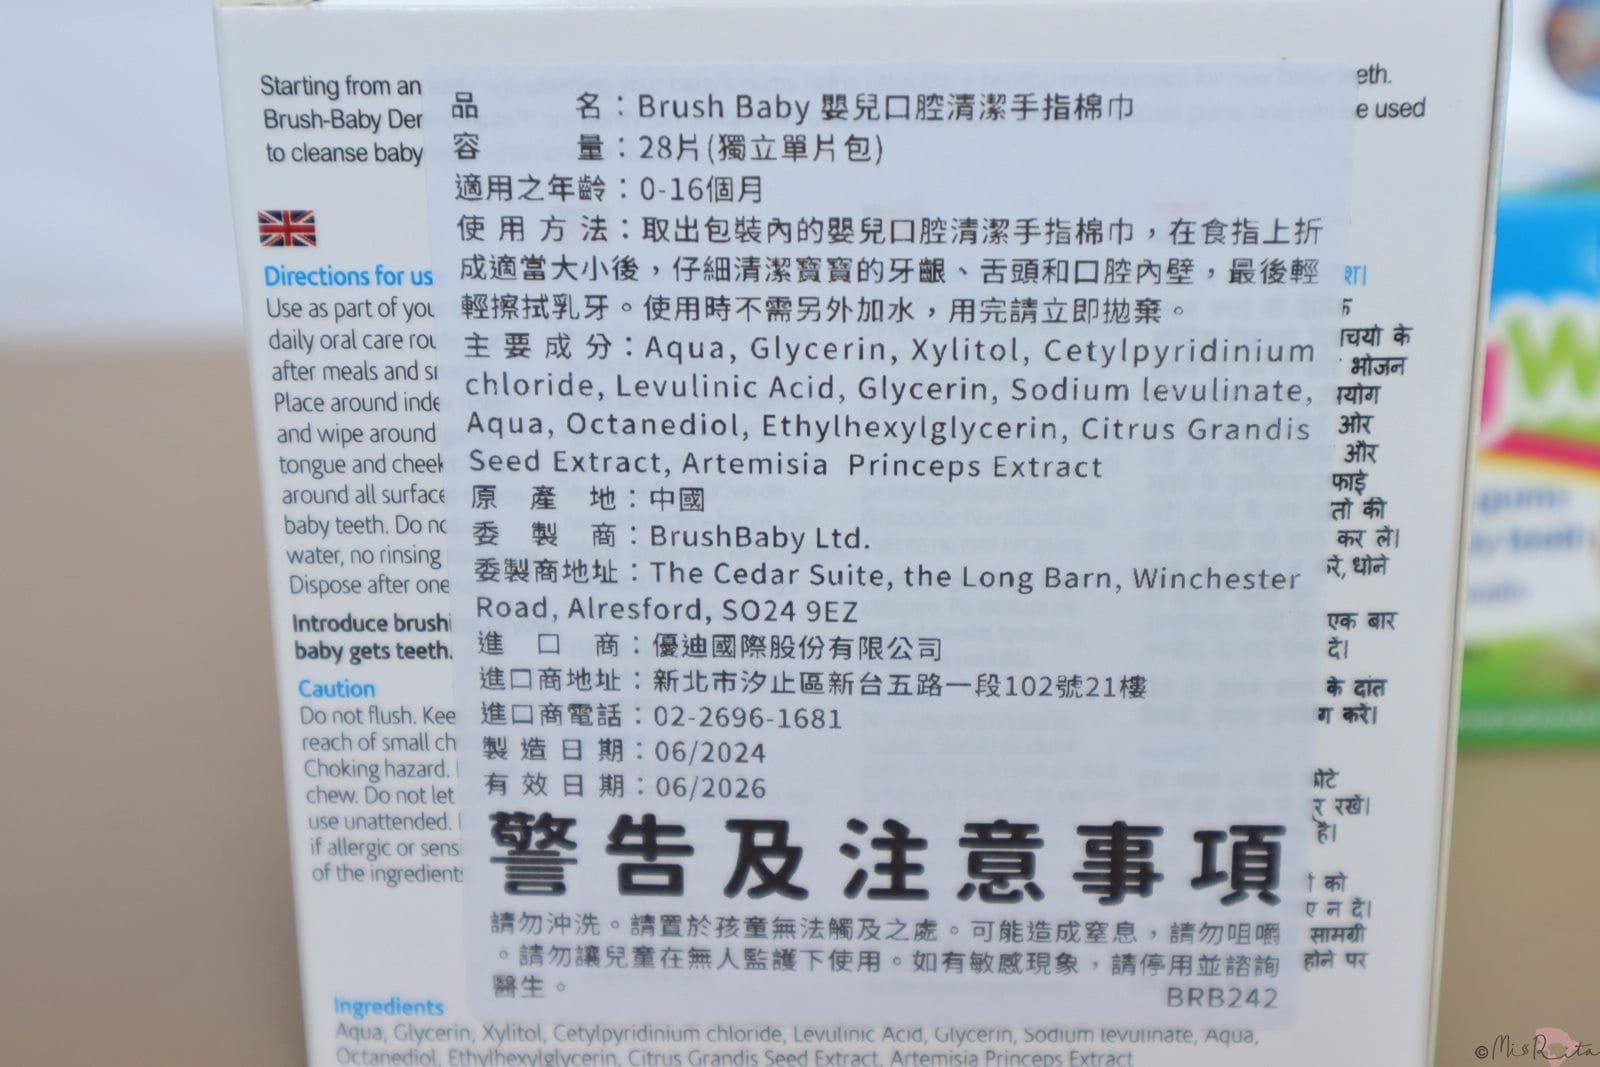 Starting from an
eth.
Brush-Baby Den
e used
to cleanse baby
品名：Brush Baby 嬰兒口腔清潔手指棉巾
容量：28片(獨立單片包)
適用之年齡：0-16個月
使用方法：取出包裝內的嬰兒口腔清潔手指棉巾，在食指上折
成適當大小後，仔細清潔寶寶的牙齦、舌頭和口腔內壁，最後輕
輕擦拭乳牙。使用時不需另外加水，用完請立即拋棄。
主要成分：Aqua, Glycerin, Xylitol, Cetylpyridinium
chloride, Levulinic Acid, Glycerin, Sodium levulinate,
Aqua, Octanediol, Ethylhexylglycerin, Citrus Grandis
Seed Extract, Artemisia Princeps Extract
原產地：中國
委製商：BrushBaby Ltd.
委製商地址：The Cedar Suite, the Long Barn, Winchester
Road, Alresford, SO24 9EZ
進口商：優迪國際股份有限公司
進口商地址：新北市汐止區新台五路一段102號21樓
進口商電話：02-2696-1681
製造日期：06/2024
有效日期：06/2026
警告及注意事項
請勿沖洗。請置於孩童無法觸及之處。可能造成窒息，請勿咀嚼
。請勿讓兒童在無人監護下使用。如有敏感現象，請停用並諮詢
醫生。
BRB242
Directions for us
Use as part of you
daily oral care rou
after meals and sn
Place around inde
and wipe around
tongue and cheek
around all surface
baby teeth. Do no
water, no rinsing
Dispose after one
Introduce brushi
baby gets teeth.
Caution
Do not flush. Kee
reach of small ch
Choking hazard.
chew. Do not let
use unattended.
if allergic or sens
of the ingredient
चियों के
भोजन
ओर
और
फाई
तो की
कर ले।
रे, धोने
एक बार
दें।
के दांत
ग करें।
र रखें।
है।
को
ए न दें।
सामग्री
होने पर
Ingredients
Aqua, Glycerin, Xylitol, Cetylpyridinium chloride, Levulinic Acid, Glycerin, Sodium levulinate, Aqua,
Octanediol, Ethylhexylglycerin, Citrus Grandis Seed Extract, Artemisia Princeps Extract
©MissRita